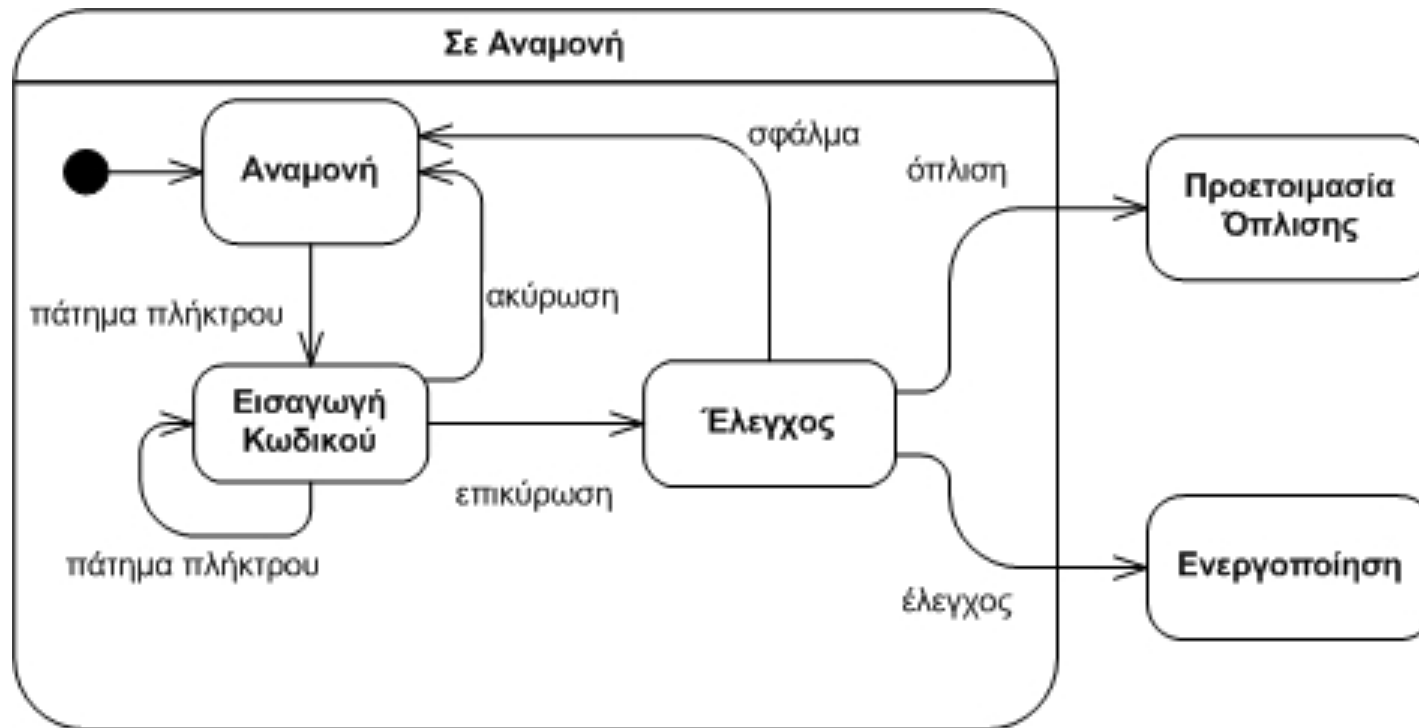 Σε Αναμονή
Αναμονή
σφάλμα
όπλιση
Προετοιμασία
Όπλισης
πάτημα πλήκτρου
ακύρωση
Εισαγωγή
Κωδικού
Έλεγχος
επικύρωση
πάτημα πλήκτρου
έλεγχος
Ενεργοποίηση